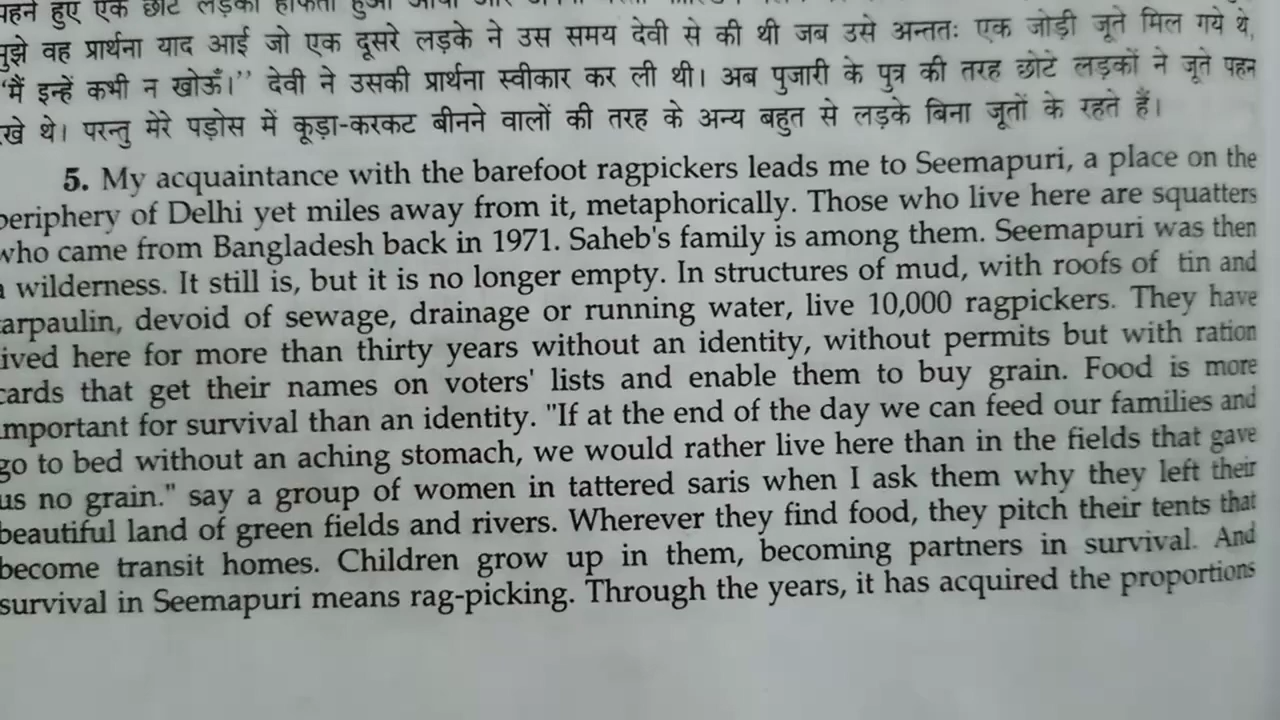 पहने हुए एक छोटे लड़का हाँफता हुआ आया और
मुझे वह प्रार्थना याद आई जो एक दूसरे लड़के ने उस समय देवी से की थी जब उसे अन्ततः एक जोड़ी जूते मिल गये थे,
"मैं इन्हें कभी न खोऊँ।'' देवी ने उसकी प्रार्थना स्वीकार कर ली थी। अब पुजारी के पुत्र की तरह छोटे लड़कों ने जूते पहन
रखे थे। परन्तु मेरे पड़ोस में कूड़ा-करकट बीनने वालों की तरह के अन्य बहुत से लड़के बिना जूतों के रहते हैं।
5. My acquaintance with the barefoot ragpickers leads me to Seemapuri, a place on the
periphery of Delhi yet miles away from it, metaphorically. Those who live here are squatters
who came from Bangladesh back in 1971. Saheb's family is among them. Seemapuri was then
a wilderness. It still is, but it is no longer empty. In structures of mud, with roofs of tin and
tarpaulin, devoid of sewage, drainage or running water, live 10,000 ragpickers. They have
lived here for more than thirty years without an identity, without permits but with ration
cards that get their names on voters' lists and enable them to buy grain. Food is more
important for survival than an identity. "If at the end of the day we can feed our families and
go to bed without an aching stomach, we would rather live here than in the fields that gave
us no grain." say a group of women in tattered saris when I ask them why they left their
beautiful land of green fields and rivers. Wherever they find food, they pitch their tents that
become transit homes. Children grow up in them, becoming partners in survival. And
survival in Seemapuri means rag-picking. Through the years, it has acquired the proportions